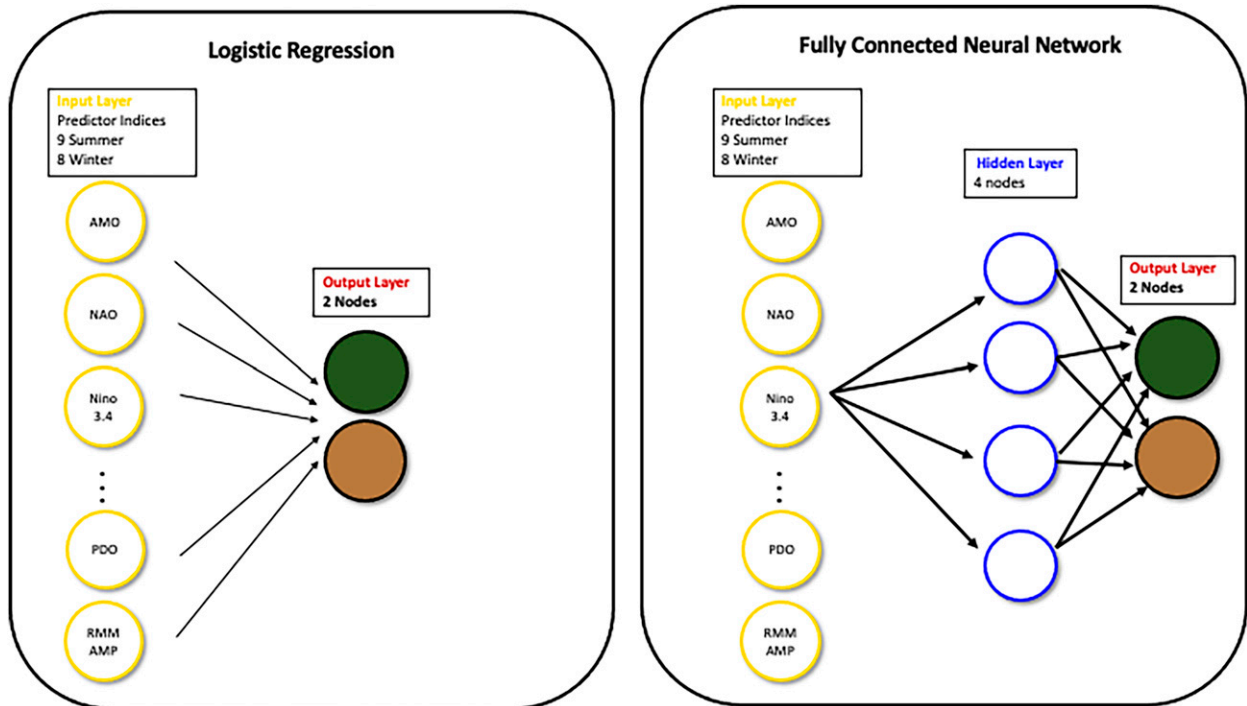 Logistic Regression
Input Layer
Predictor Indices
9 Summer
8 Winter
AMO
NAO
Nino
3.4
PDO
RMM
AMP
Output Layer
2 Nodes
Fully Connected Neural Network
Input Layer
Predictor Indices
9 Summer
8 Winter
AMO
NAO
Nino
3.4
PDO
RMM
AMP
Hidden Layer
4 nodes
Output Layer
2 Nodes